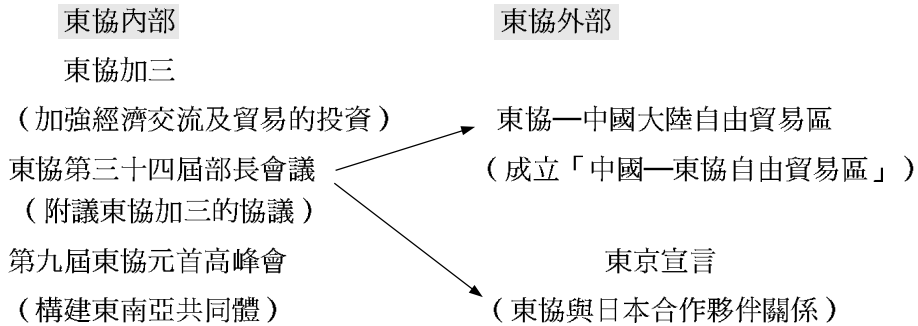 東協內部
東協加三
（加強經濟交流及貿易的投資）
東協第三十四屆部長會議
（附議東協加三的協議）
第九屆東協元首高峰會
（構建東南亞共同體）
東協外部
東協—中國大陸自由貿易區
（成立「中國—東協自由貿易區」）
東京宣言
（東協與日本合作夥伴關係）